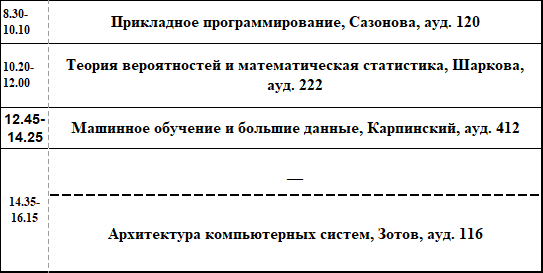 8.30-
10.10
Прикладное программирование, Сазонова, ауд. 120
10.20-
12.00
Теория вероятностей и математическая статистика, Шаркова,
ауд. 222
12.45-
14.25
Машинное обучение и большие данные, Карпинский, ауд. 412
14.35-
16.15
—
Архитектура компьютерных систем, Зотов, ауд. 116